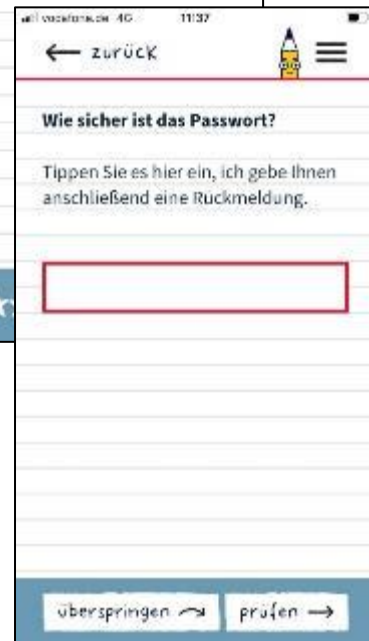 vodafone.de 4G 11:37
← zurück
Wie sicher ist das Passwort?
Tippen Sie es hier ein, ich gebe Ihnen
anschließend eine Rückmeldung.
überspringen
prüfen →